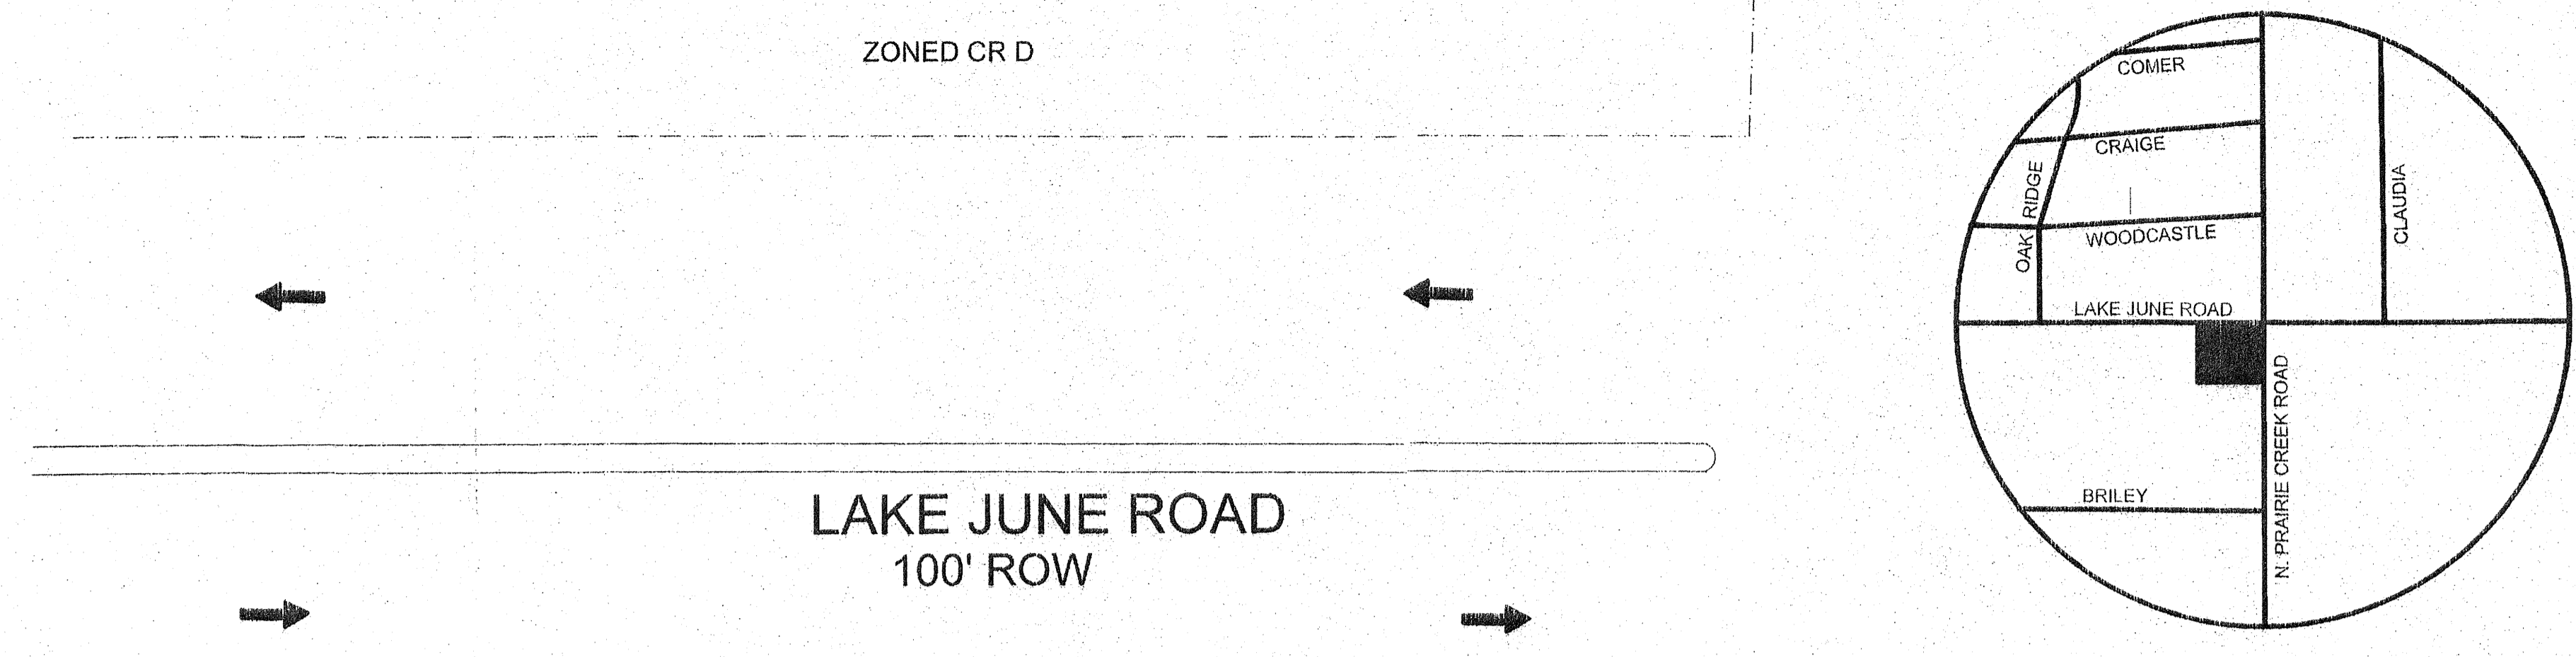 ZONED CR D
LAKE JUNE ROAD
100' ROW
COMER
CRAIGE
OAK RIDGE
WOODCASTLE
CLAUDIA
LAKE JUNE ROAD
N. PRAIRIE CREEK ROAD
BRILEY